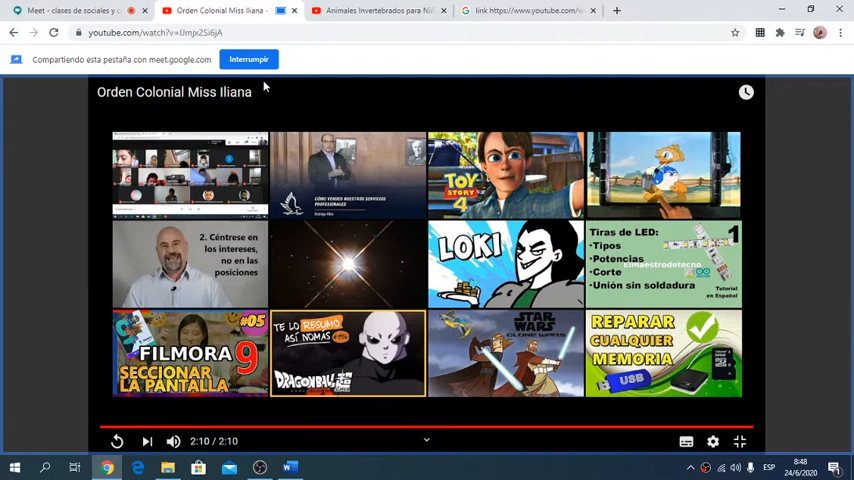 Meet - clases de sociales y c
Orden Colonial Miss Iliana -
Animales Invertebrados para Niñ
link https://www.youtube.com/w
youtube.com/watch?v=IJmjx2Si6jA
Compartiendo esta pestaña con meet.google.com
Interrumpir
Orden Colonial Miss Iliana
CÓMO VENDER NUESTROS SERVICIOS
PROFESIONALES
TOY
STORY
4
2. Céntrese en
los intereses,
no en las
posiciones
LOKI
Tiras de LED:
•Tipos
•Potencias
•Corte
•Unión sin soldadura
Elmaestrodetecno
1
Tutorial
en Español
#05
FILMORA 9
SECCIONAR
LA PANTALLA
TE LO RESUMO
ASÍ NOMÁS
DRAGONBALL
STAR
WARS
CLONE WARS
REPARAR
CUALQUIER
MEMORIA
USB
2:10 / 2:10
ESP
8:48
24/6/2020